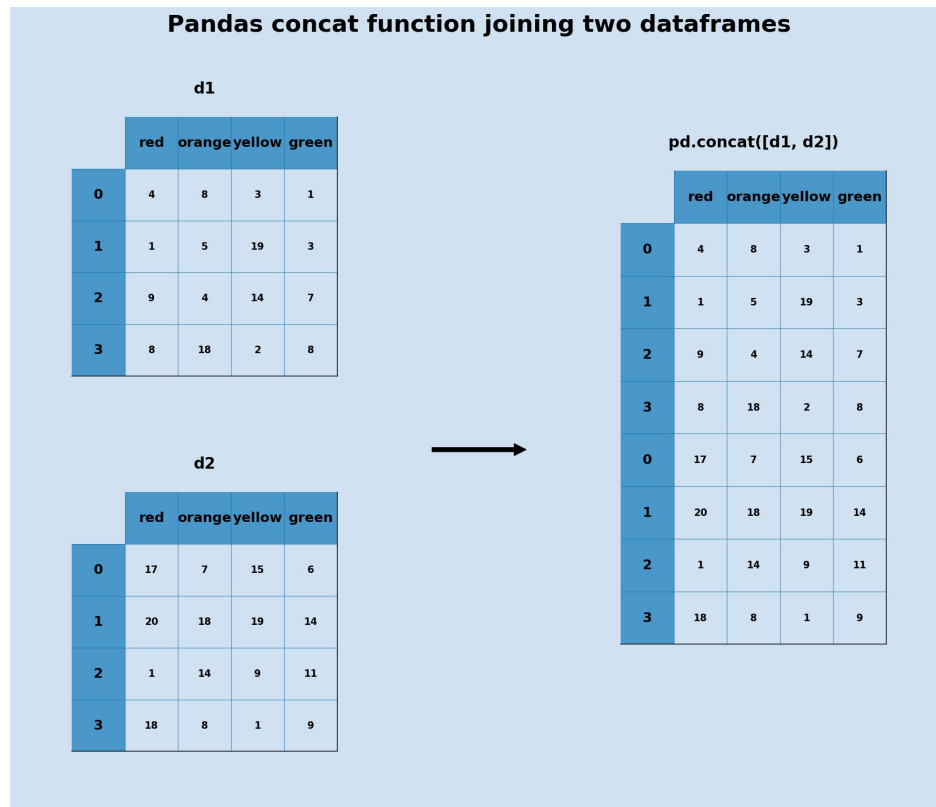 Pandas concat function joining two dataframes
d1
red orange yellow green
0 4 8 3 1
1 1 5 19 3
2 9 4 14 7
3 8 18 2 8
d2
red orange yellow green
0 17 7 15 6
1 20 18 19 14
2 1 14 9 11
3 18 8 1 9
pd.concat([d1, d2])
red orange yellow green
0 4 8 3 1
1 1 5 19 3
2 9 4 14 7
3 8 18 2 8
0 17 7 15 6
1 20 18 19 14
2 1 14 9 11
3 18 8 1 9